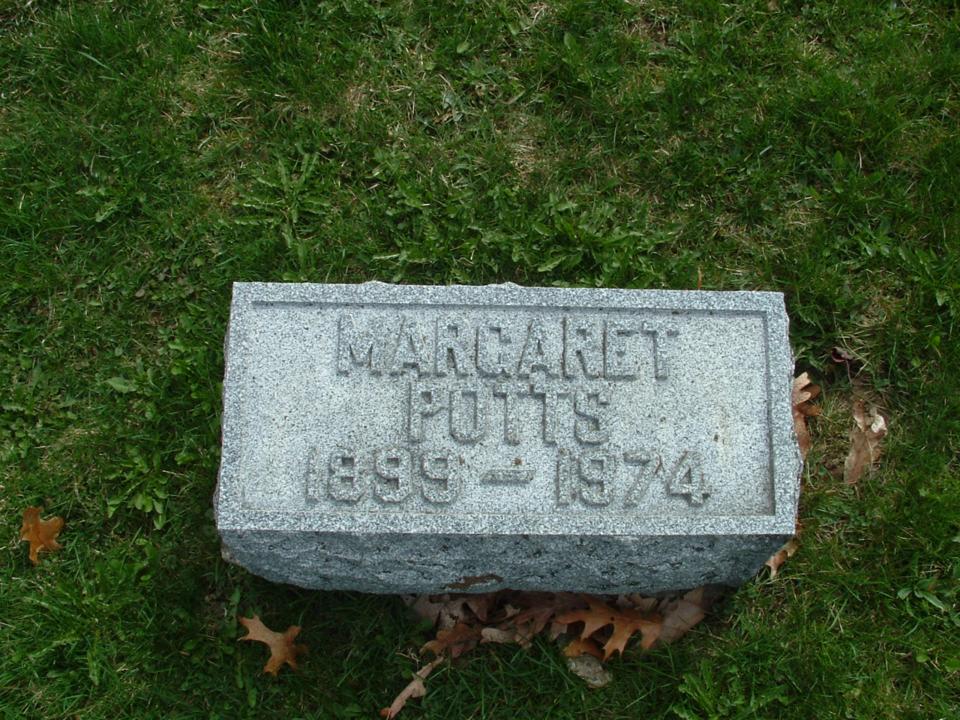 MARGARET
POTTS
1899 – 1974